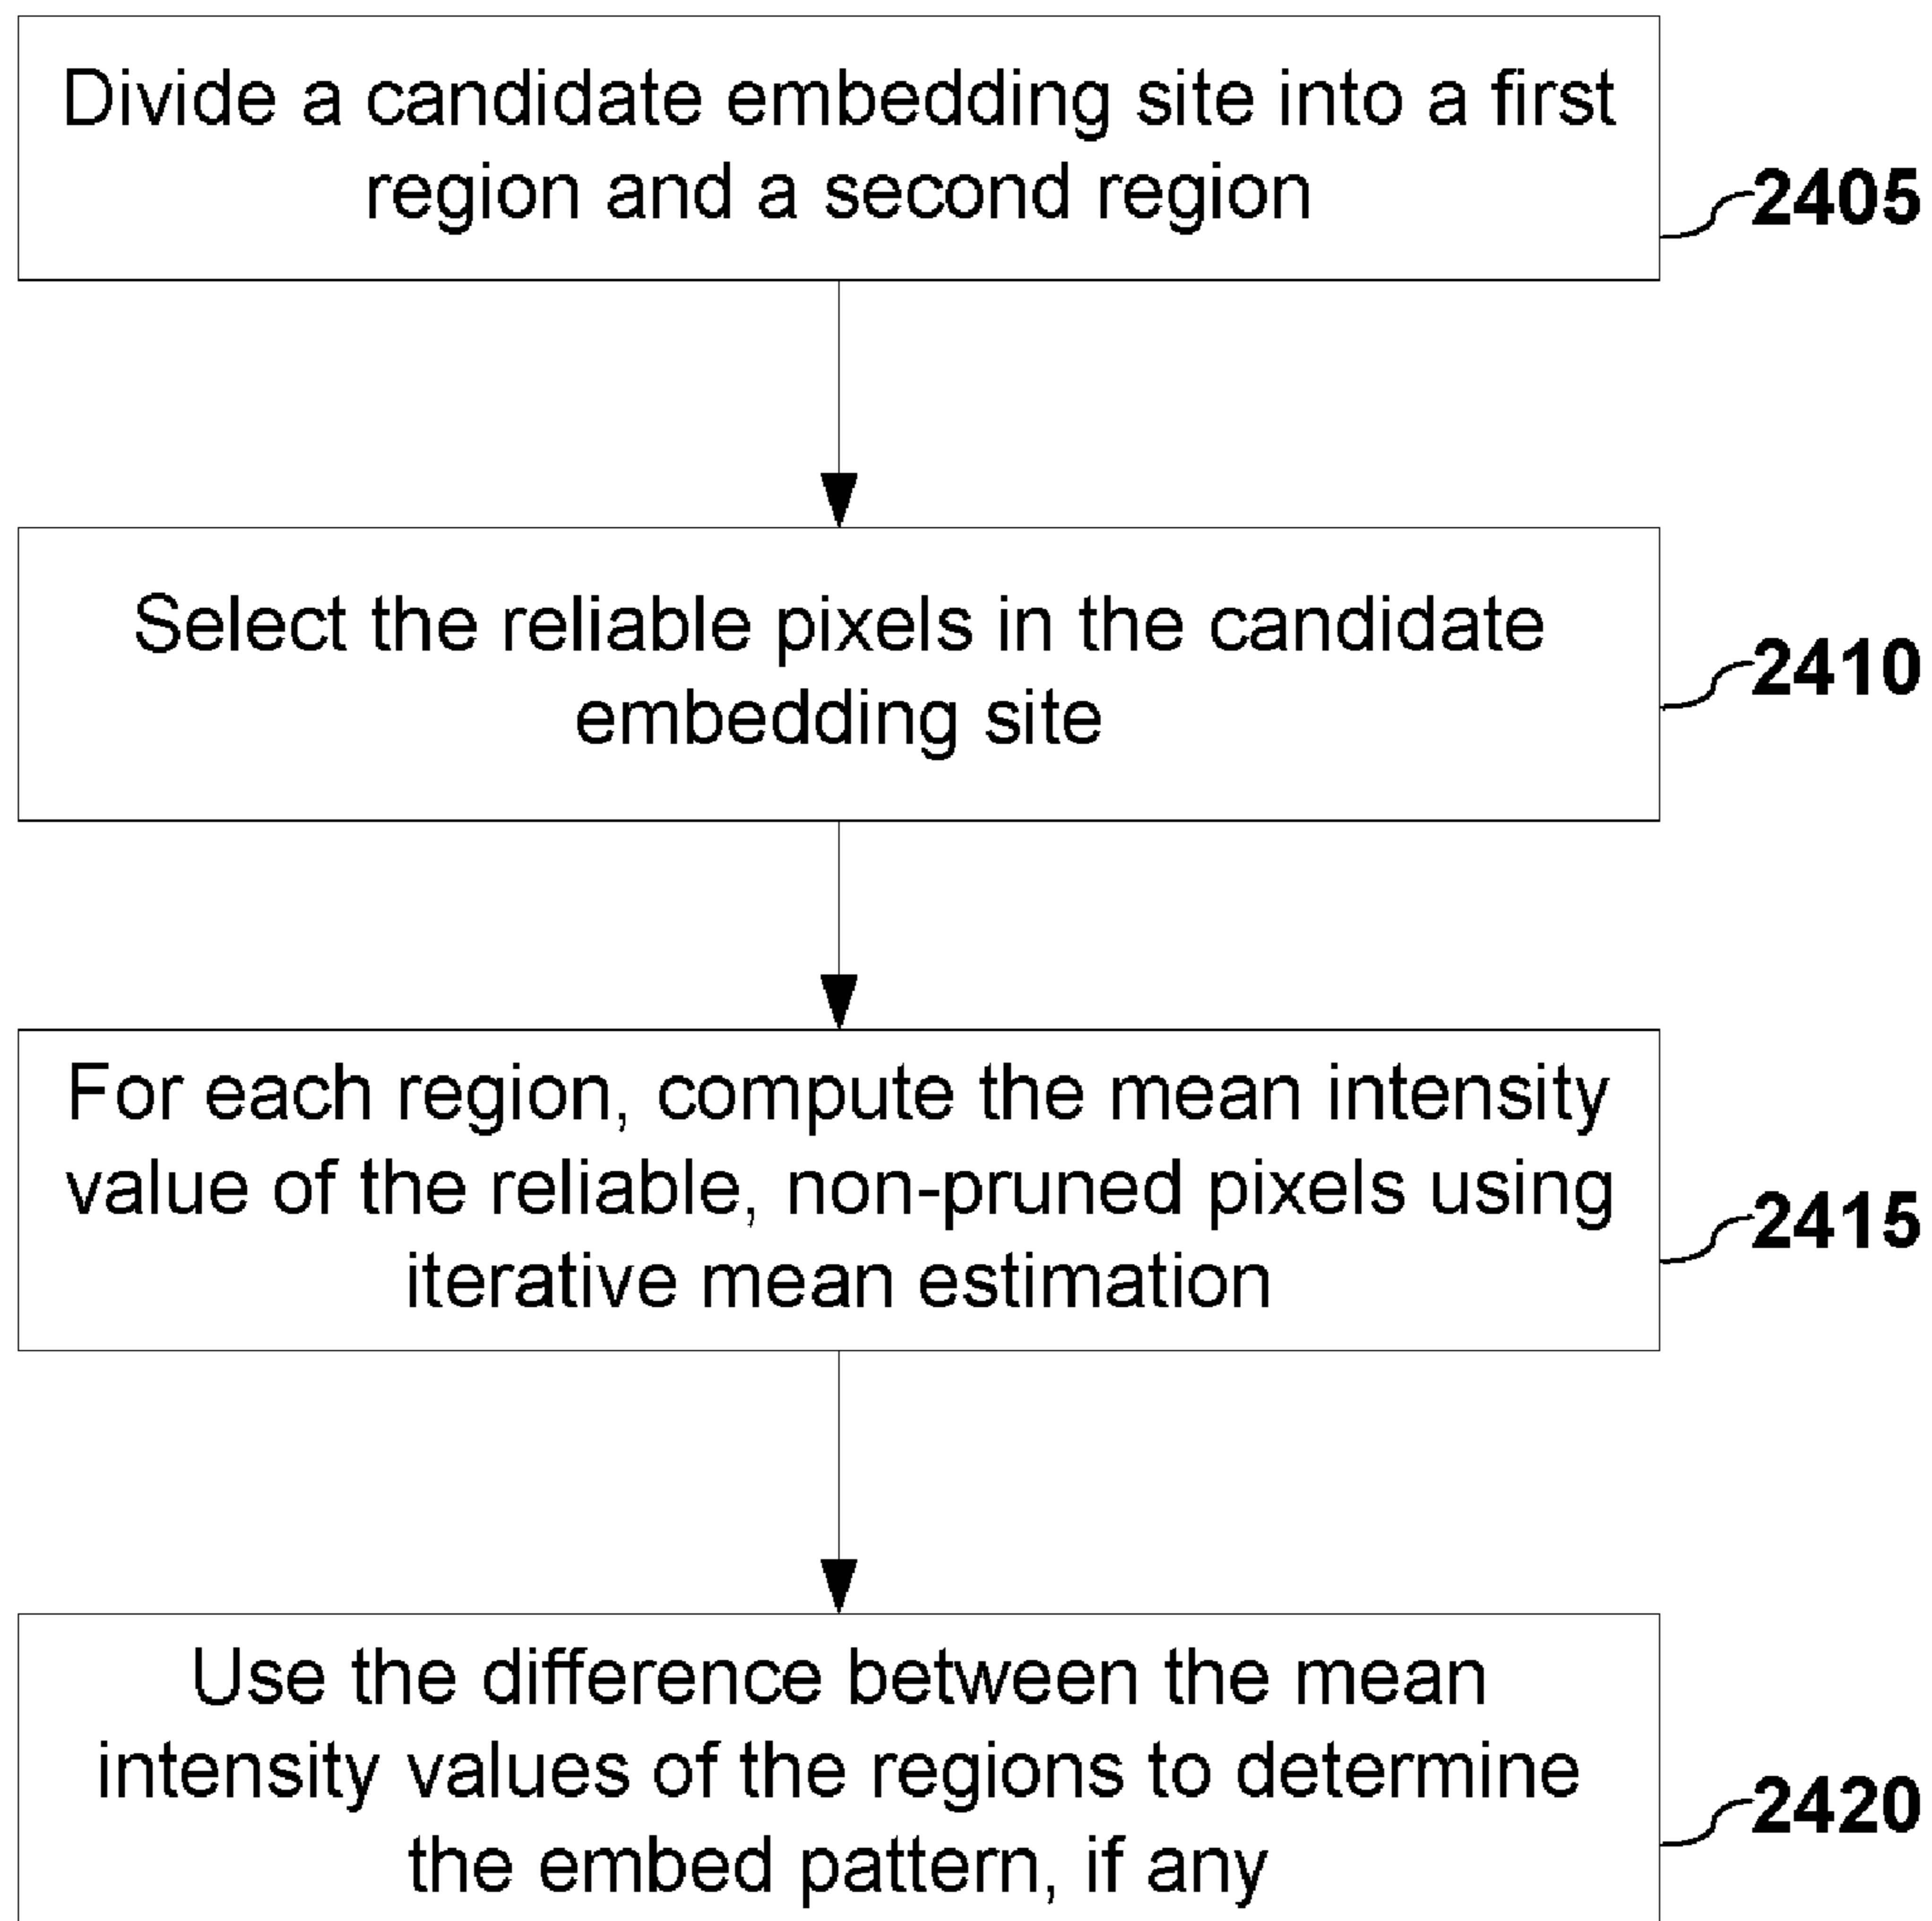 Divide a candidate embedding site into a first
region and a second region
2405
Select the reliable pixels in the candidate
embedding site
2410
For each region, compute the mean intensity
value of the reliable, non-pruned pixels using
iterative mean estimation
2415
Use the difference between the mean
intensity values of the regions to determine
the embed pattern, if any
2420